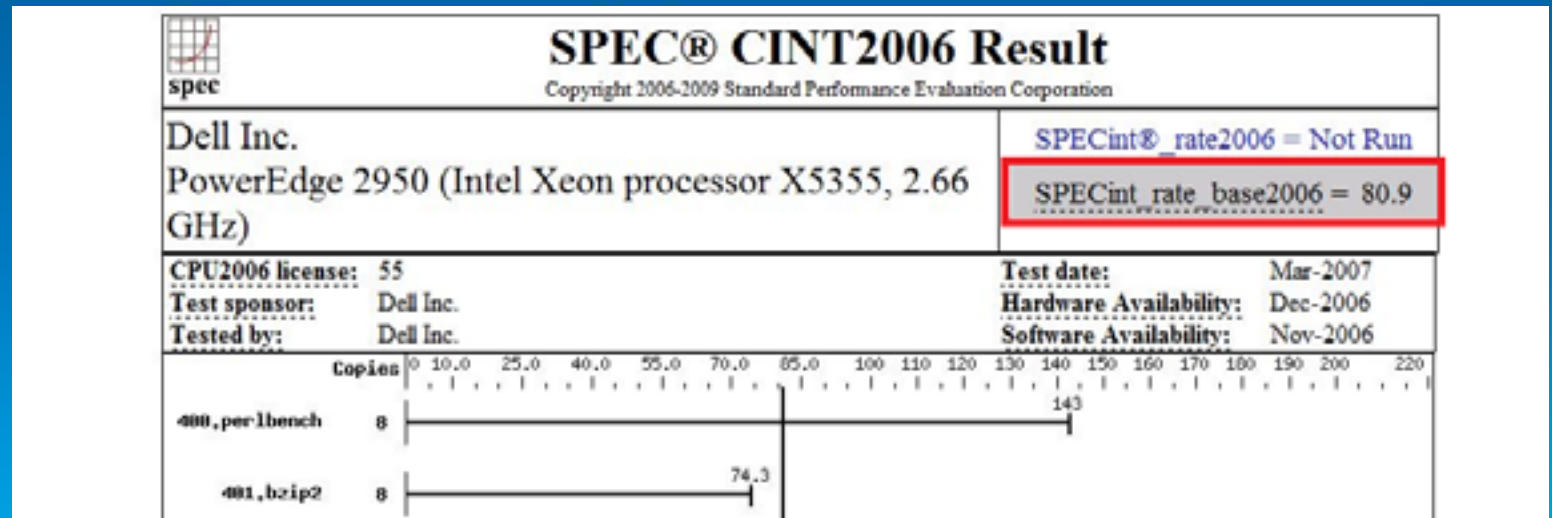 SPEC® CINT2006 Result
spec
Copyright 2006-2009 Standard Performance Evaluation Corporation
Dell Inc.
PowerEdge 2950 (Intel Xeon processor X5355, 2.66
GHz)
SPECint®_rate2006 = Not Run
SPECint_rate_base2006 = 80.9
CPU2006 license: 55
Test sponsor: Dell Inc.
Tested by: Dell Inc.
Test date: Mar-2007
Hardware Availability: Dec-2006
Software Availability: Nov-2006
Copies 0 10.0 25.0 40.0 55.0 70.0 85.0 100 110 120 130 140 150 160 170 180 190 200 220
143
400.perlbench 8
74.3
401.bzip2 8